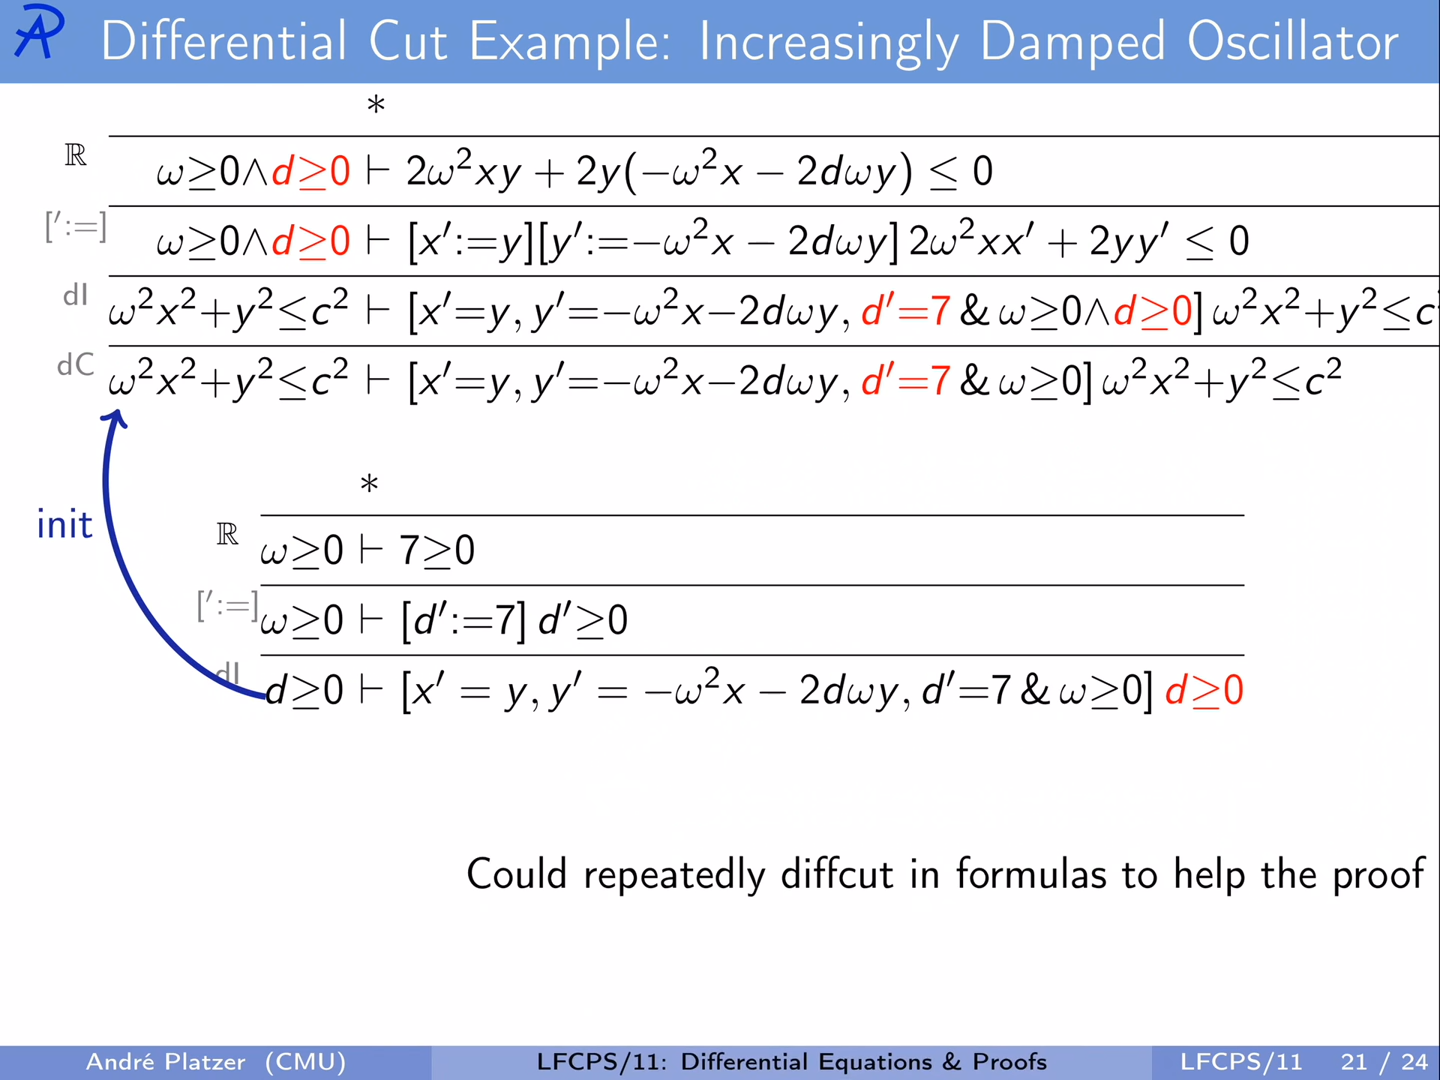 Differential Cut Example: Increasingly Damped Oscillator
*
ℝ
ω≥0∧d≥0 ⊢ 2ω²xy + 2y(−ω²x − 2dωy) ≤ 0
[′:=]
ω≥0∧d≥0 ⊢ [x′:=y][y′:=−ω²x − 2dωy] 2ω²xx′ + 2yy′ ≤ 0
dI
ω²x²+y²≤c² ⊢ [x′=y, y′=−ω²x−2dωy, d′=7 & ω≥0∧d≥0] ω²x²+y²≤c²
dC
ω²x²+y²≤c² ⊢ [x′=y, y′=−ω²x−2dωy, d′=7 & ω≥0] ω²x²+y²≤c²
init
*
ℝ
ω≥0 ⊢ 7≥0
[′:=]
ω≥0 ⊢ [d′:=7] d′≥0
dI
d≥0 ⊢ [x′ = y, y′ = −ω²x − 2dωy, d′=7 & ω≥0] d≥0
Could repeatedly diffcut in formulas to help the proof
André Platzer (CMU)
LFCPS/11: Differential Equations & Proofs
LFCPS/11
21 / 24